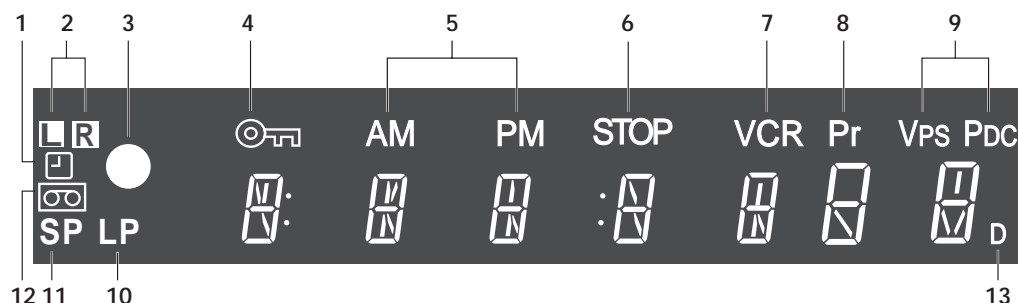 1 2 3 4 5 6 7 8 9
L R AM PM STOP VCR Pr VPS PDC
SP LP D
12 11 10 13